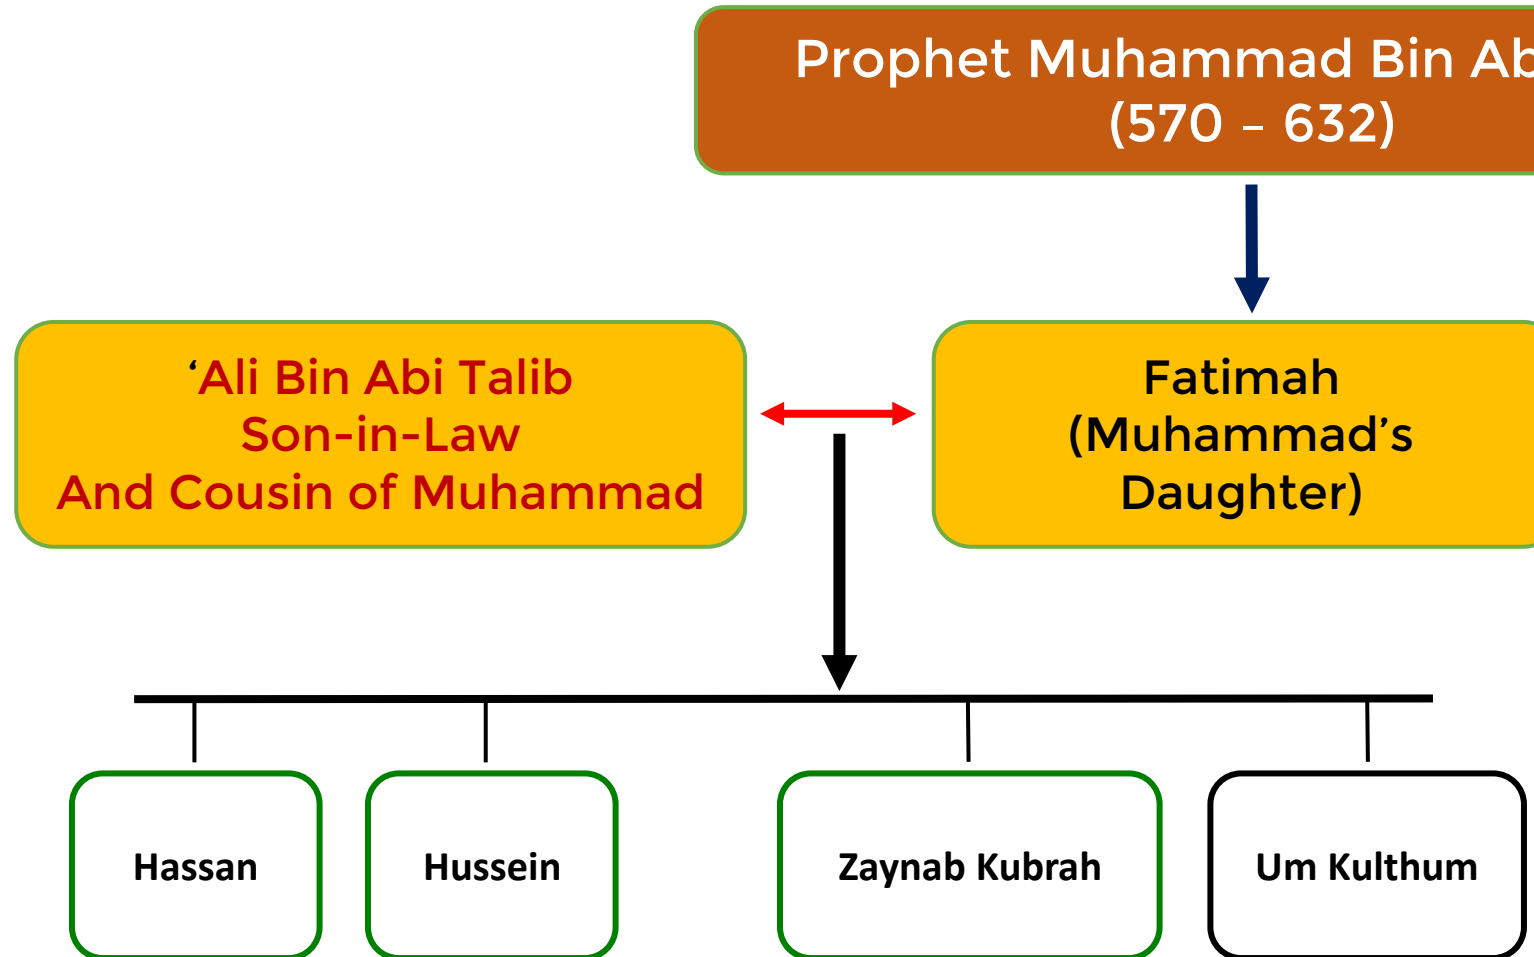 Prophet Muhammad Bin Ab
(570 – 632)
‘Ali Bin Abi Talib
Son-in-Law
And Cousin of Muhammad
Fatimah
(Muhammad’s
Daughter)
Hassan
Hussein
Zaynab Kubrah
Um Kulthum